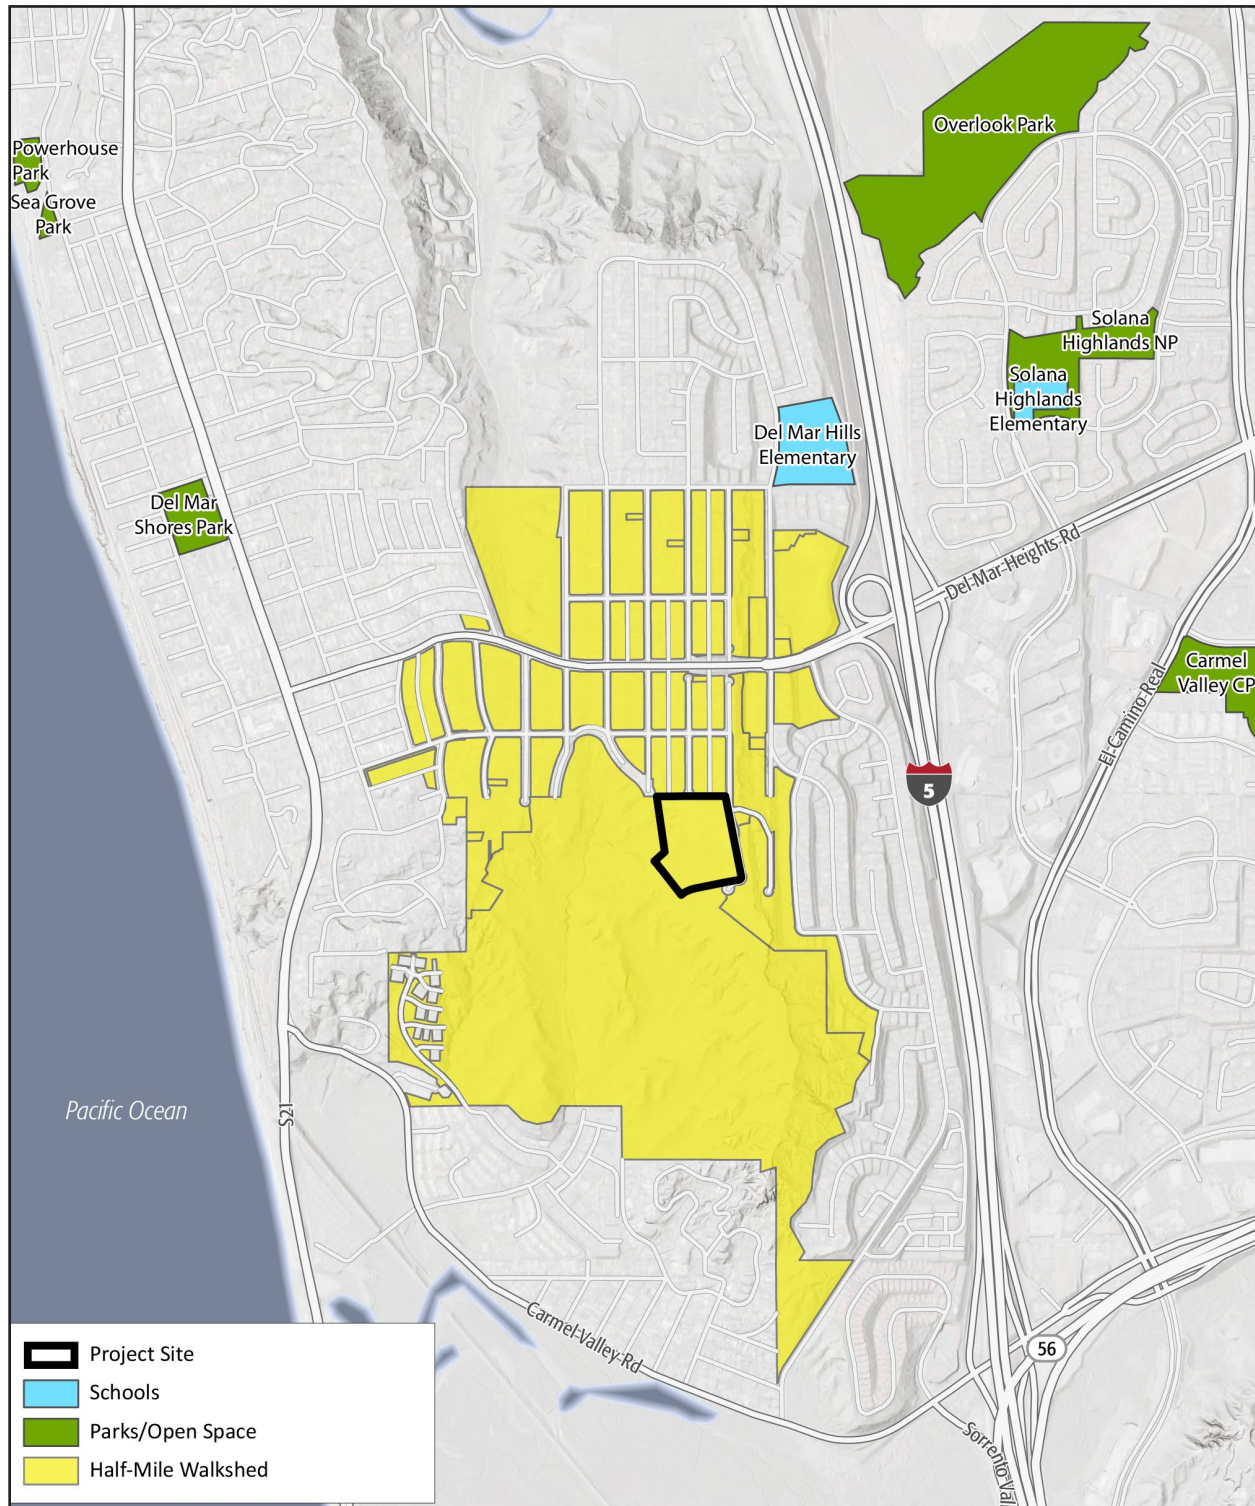 Overlook Park
Powerhouse
Park
Sea Grove
Park
Solana
Highlands NP
Solana
Highlands
Elementary
Del Mar Hills
Elementary
Del Mar
Shores Park
Del Mar Heights Rd
Carmel
Valley CP
El Camino Real
5
Pacific Ocean
S21
Carmel Valley Rd
56
Sorrento Val
Project Site
Schools
Parks/Open Space
Half-Mile Walkshed